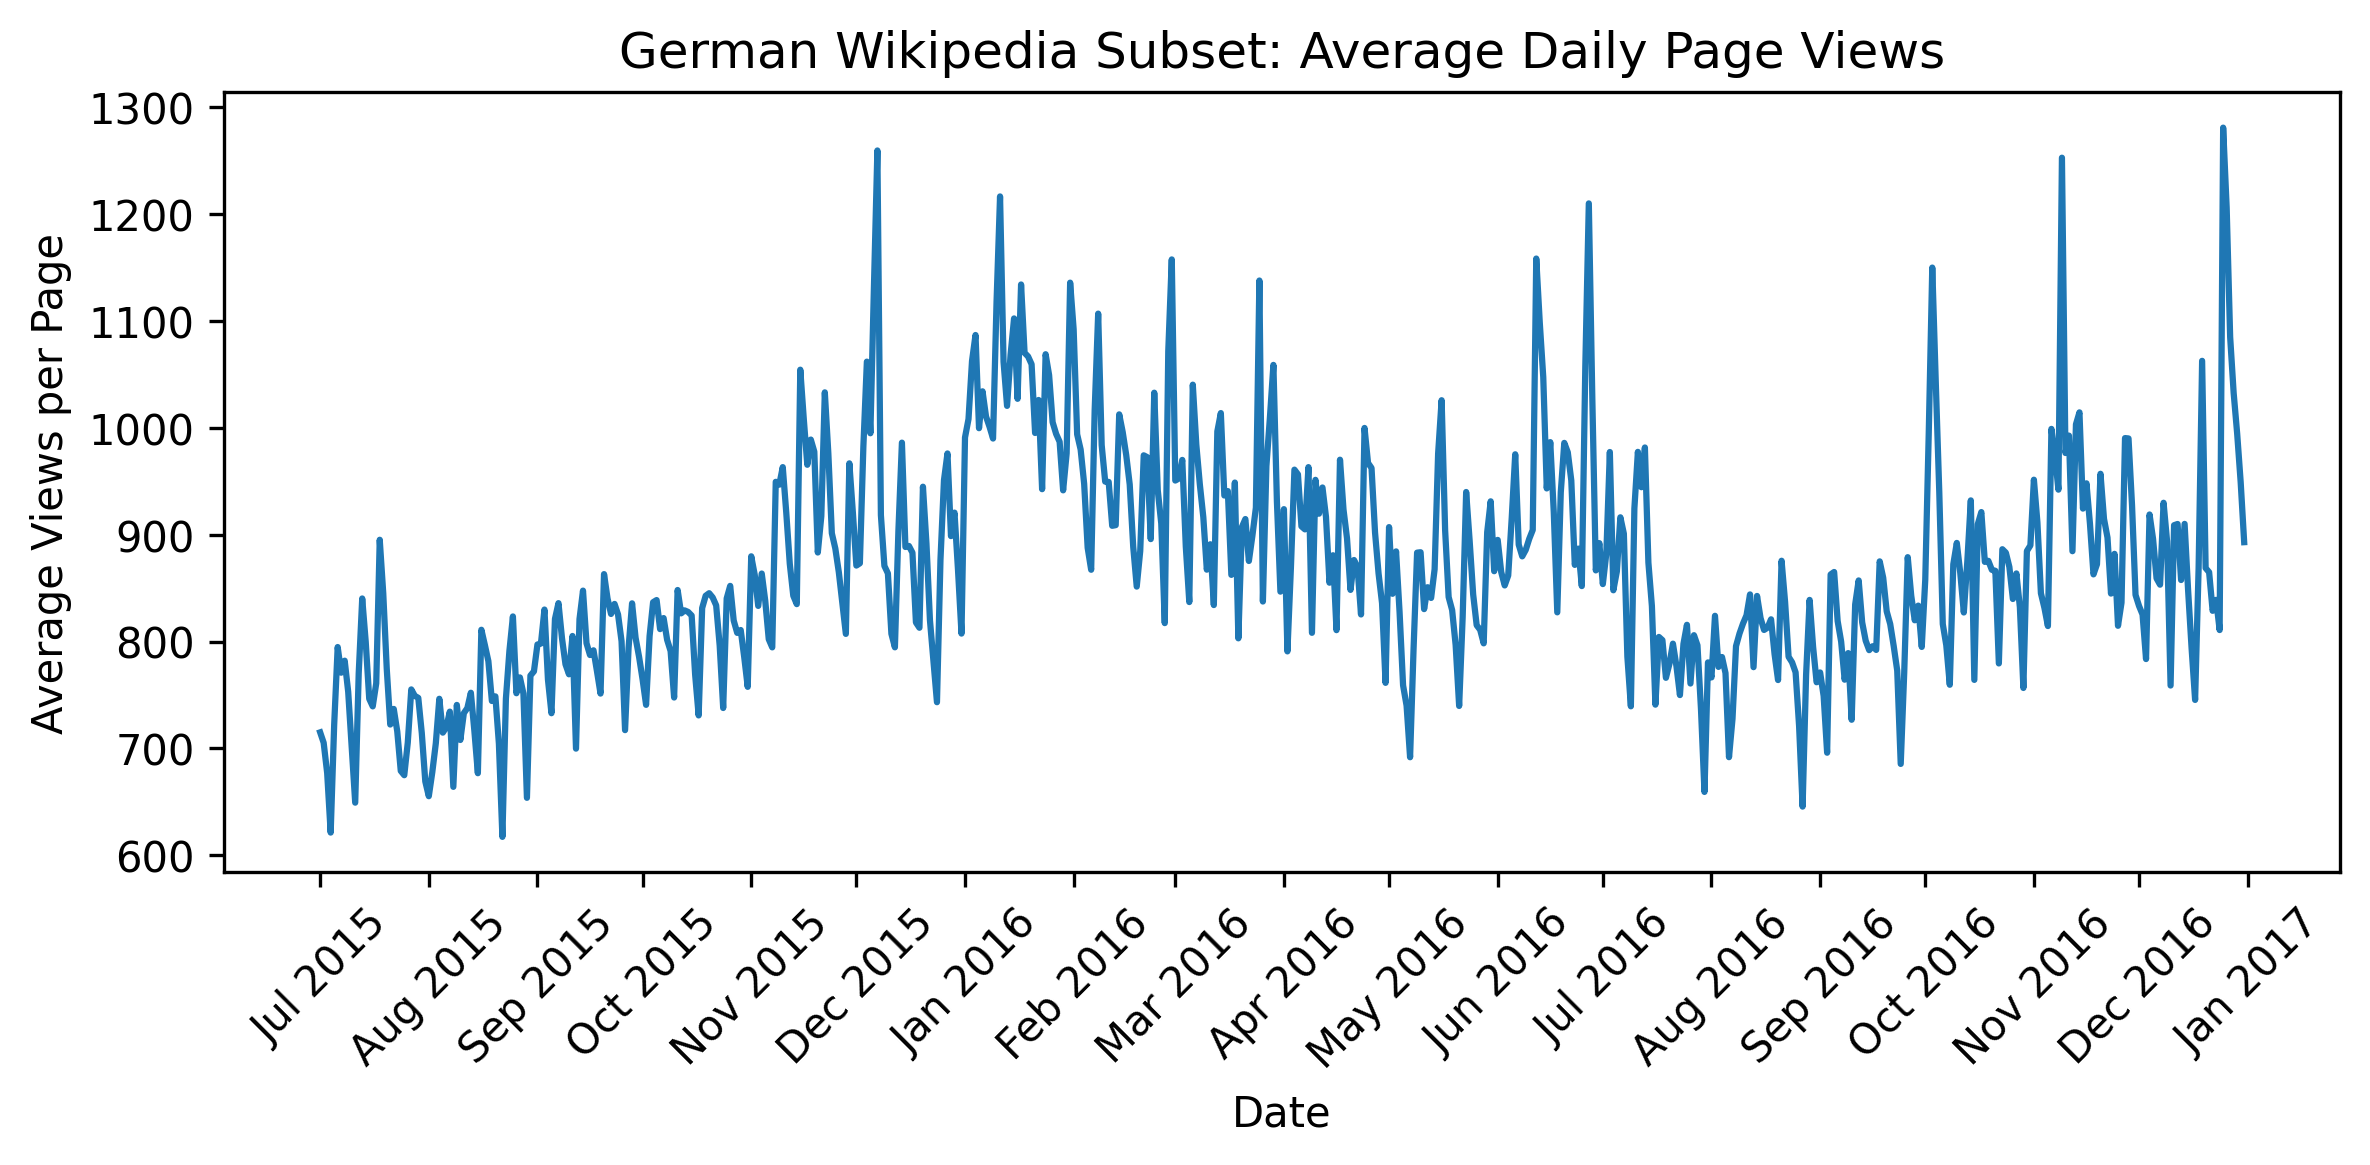 German Wikipedia Subset: Average Daily Page Views
Average Views per Page
1300
1200
1100
1000
900
800
700
600
Jul 2015
Aug 2015
Sep 2015
Oct 2015
Nov 2015
Dec 2015
Jan 2016
Feb 2016
Mar 2016
Apr 2016
May 2016
Jun 2016
Jul 2016
Aug 2016
Sep 2016
Oct 2016
Nov 2016
Dec 2016
Jan 2017
Date